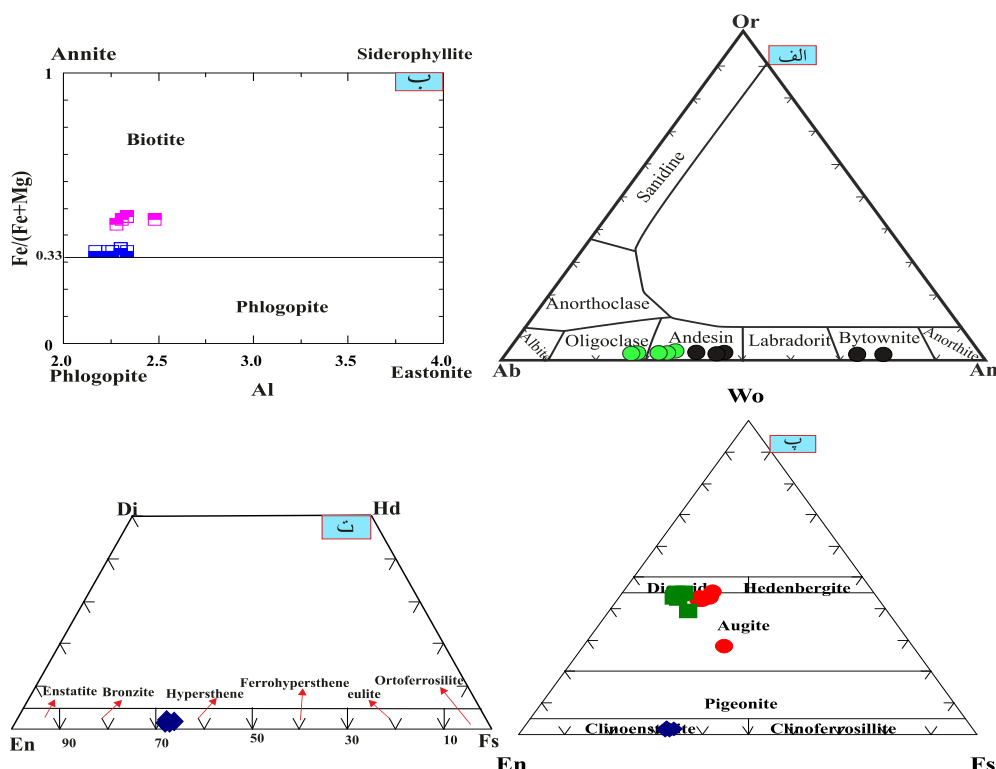 Annite
Siderophyllite
ب
1
Biotite
Fe/(Fe+Mg)
0.33
Phlogopite
0
2.0
2.5
3.0
3.5
4.0
Phlogopite
Eastonite
Al
Or
الف
Sanidine
Anorthoclase
Albite
Oligoclase
Andesin
Labradorit
Bytownite
Anorthite
Ab
An
Di
Hd
ت
Enstatite
Bronzite
Hypersthene
Ferrohypersthene
eulite
Ortoferrosilite
En
90
70
50
30
10
Fs
Wo
پ
Hedenbergite
Augite
Pigeonite
Clinoferrosillite
En
Fs